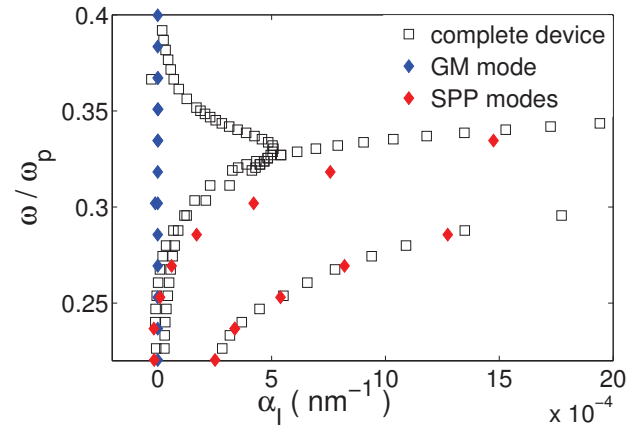 0.4
0.35
0.3
0.25
ω / ωp
complete device
GM mode
SPP modes
0 5 10 15 20
αI ( nm⁻¹)
x 10⁻⁴